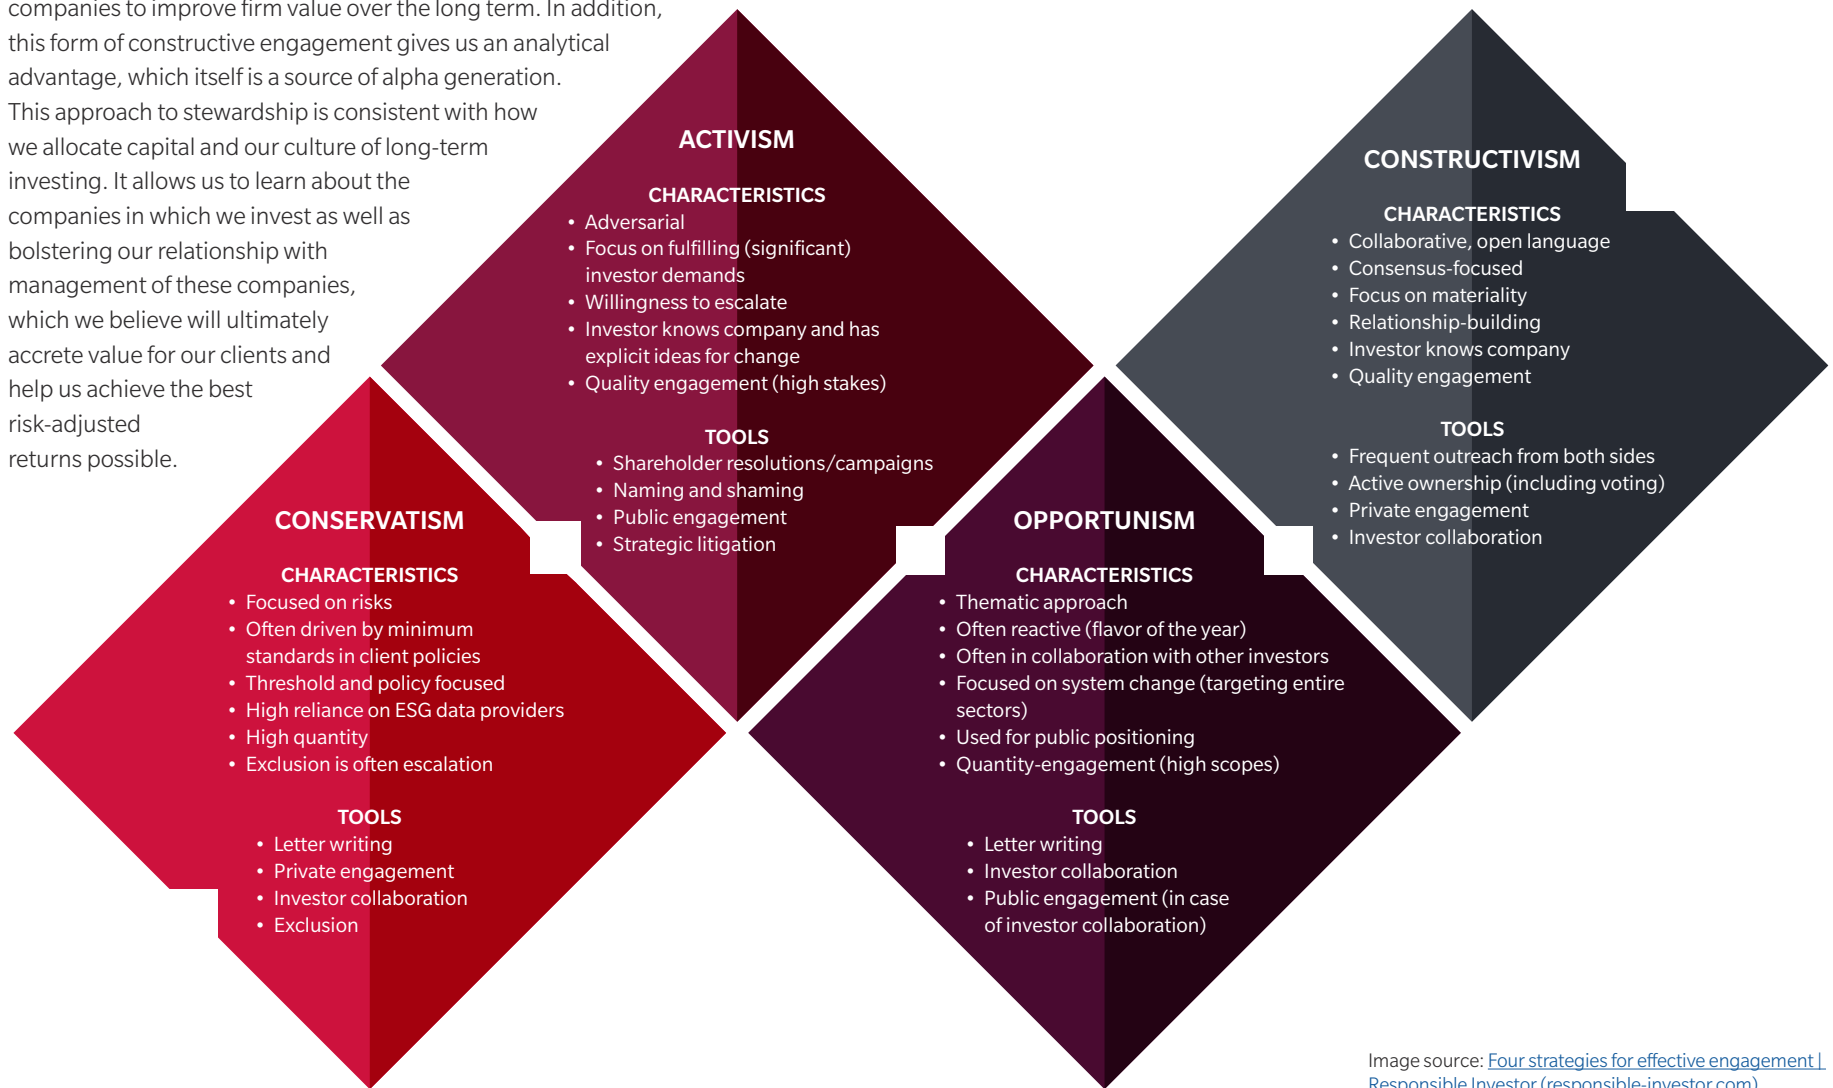 companies to improve firm value over the long term. In addition,
this form of constructive engagement gives us an analytical
advantage, which itself is a source of alpha generation.
This approach to stewardship is consistent with how
we allocate capital and our culture of long-term
investing. It allows us to learn about the
companies in which we invest as well as
bolstering our relationship with
management of these companies,
which we believe will ultimately
accrete value for our clients and
help us achieve the best
risk-adjusted
returns possible.
CONSERVATISM
CHARACTERISTICS
• Focused on risks
• Often driven by minimum
standards in client policies
• Threshold and policy focused
• High reliance on ESG data providers
• High quantity
• Exclusion is often escalation
TOOLS
• Letter writing
• Private engagement
• Investor collaboration
• Exclusion
ACTIVISM
CHARACTERISTICS
• Adversarial
• Focus on fulfilling (significant)
investor demands
• Willingness to escalate
• Investor knows company and has
explicit ideas for change
• Quality engagement (high stakes)
TOOLS
• Shareholder resolutions/campaigns
• Naming and shaming
• Public engagement
• Strategic litigation
OPPORTUNISM
CHARACTERISTICS
• Thematic approach
• Often reactive (flavor of the year)
• Often in collaboration with other investors
• Focused on system change (targeting entire
sectors)
• Used for public positioning
• Quantity-engagement (high scopes)
TOOLS
• Letter writing
• Investor collaboration
• Public engagement (in case
of investor collaboration)
CONSTRUCTIVISM
CHARACTERISTICS
• Collaborative, open language
• Consensus-focused
• Focus on materiality
• Relationship-building
• Investor knows company
• Quality engagement
TOOLS
• Frequent outreach from both sides
• Active ownership (including voting)
• Private engagement
• Investor collaboration
Image source: Four strategies for effective engagement |
Responsible Investor (responsible-investor.com)